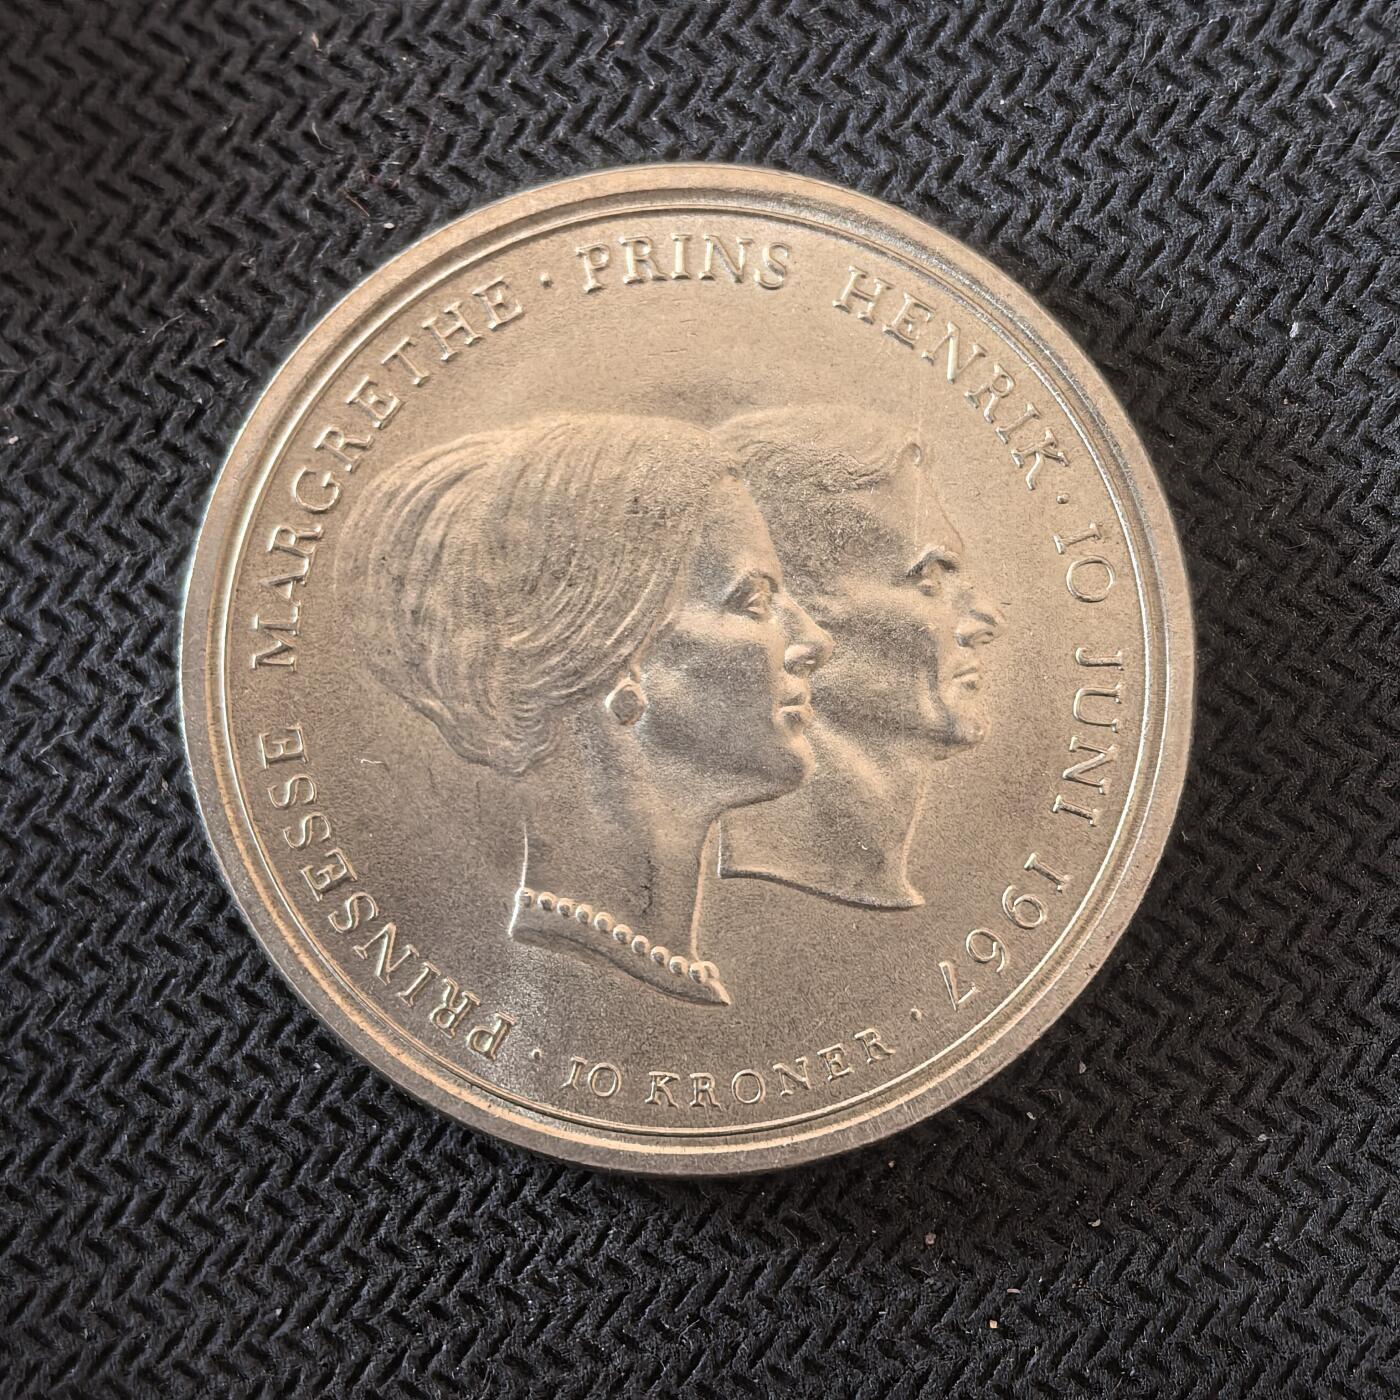 PRINSESSE MARGRETHE · PRINS HENRIK · 10 JUNI 1967 ·
10 KRONER ·